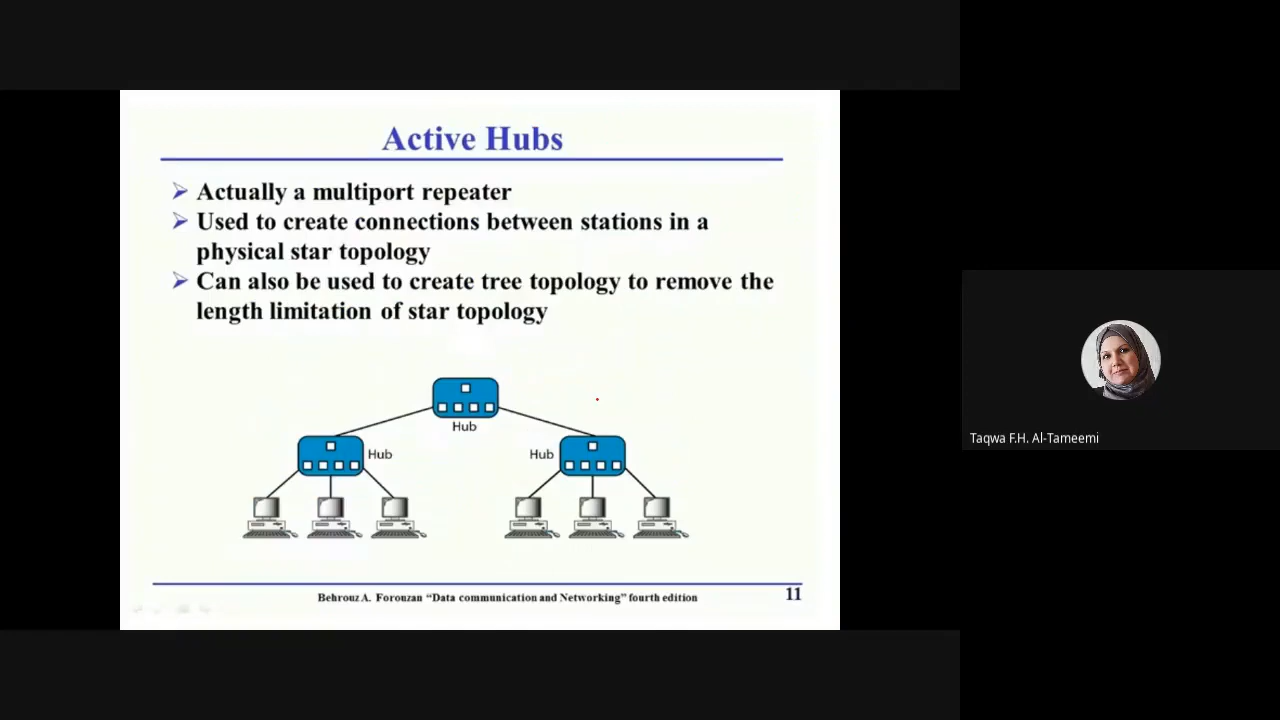 Active Hubs
Actually a multiport repeater
Used to create connections between stations in a
physical star topology
Can also be used to create tree topology to remove the
length limitation of star topology
Hub
Hub
Hub
Behrouz A. Forouzan “Data communication and Networking” fourth edition
11
Taqwa F.H. Al-Tameemi